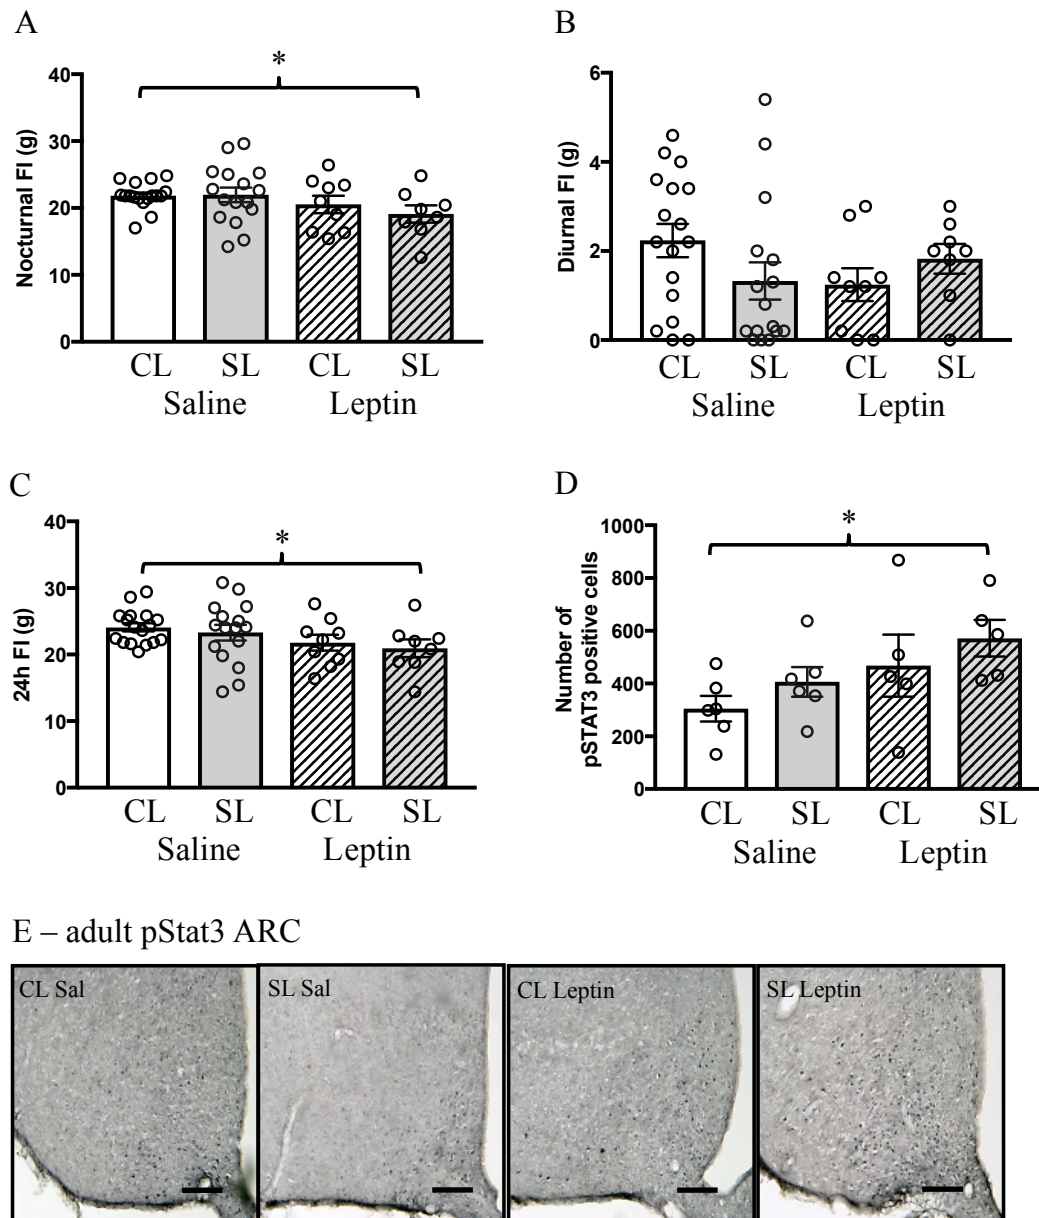 A
*
Nocturnal FI (g)
40
30
20
10
0
CL SL CL SL
Saline Leptin
B
Diurnal FI (g)
6
4
2
0
CL SL CL SL
Saline Leptin
C
*
24h FI (g)
40
30
20
10
0
CL SL CL SL
Saline Leptin
D
*
Number of
pSTAT3 positive cells
1000
800
600
400
200
0
CL SL CL SL
Saline Leptin
E – adult pStat3 ARC
CL Sal
SL Sal
CL Leptin
SL Leptin